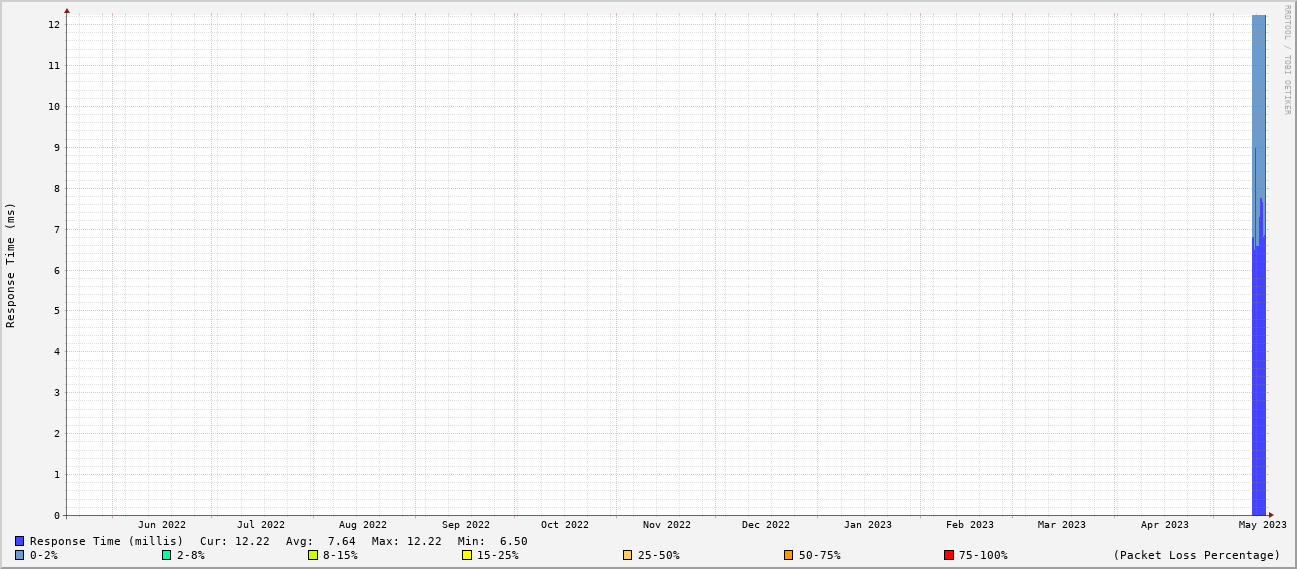 RRDTOOL / TOBI OETIKER
Response Time (ms)
12
11
10
9
8
7
6
5
4
3
2
1
0
Jun 2022 Jul 2022 Aug 2022 Sep 2022 Oct 2022 Nov 2022 Dec 2022 Jan 2023 Feb 2023 Mar 2023 Apr 2023 May 2023
Response Time (millis) Cur: 12.22 Avg: 7.64 Max: 12.22 Min: 6.50
0-2% 2-8% 8-15% 15-25% 25-50% 50-75% 75-100% (Packet Loss Percentage)